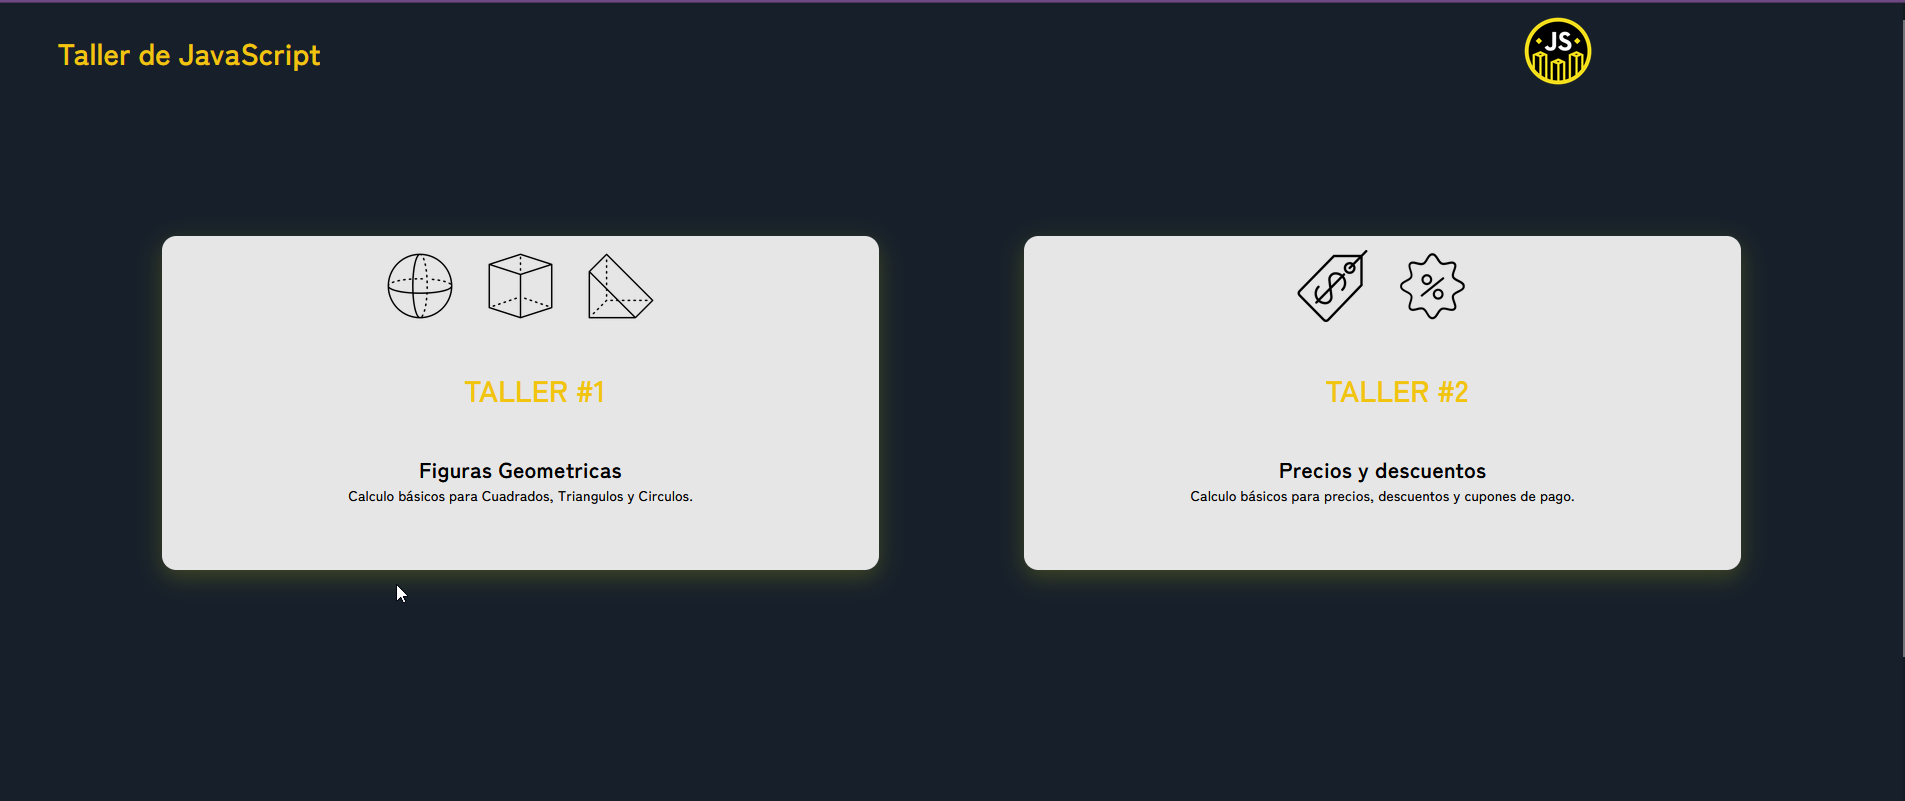 Taller de JavaScript
JS
TALLER #1
Figuras Geometricas
Calculo básicos para Cuadrados, Triangulos y Circulos.
TALLER #2
Precios y descuentos
Calculo básicos para precios, descuentos y cupones de pago.